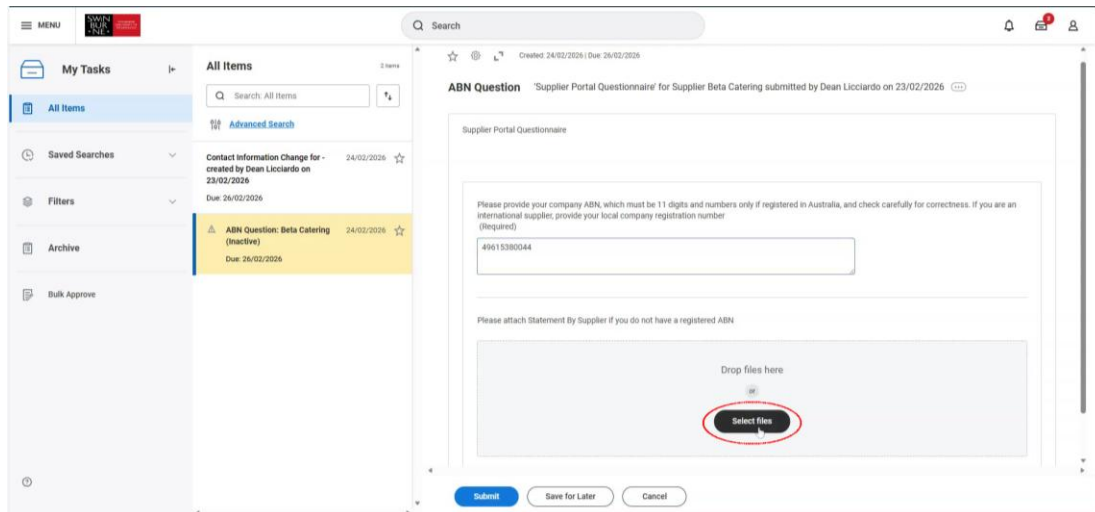 MENU
SWIN
BUR
NE
Search
2
My Tasks
All Items
Saved Searches
Filters
Archive
Bulk Approve
All Items
2 items
Search: All Items
Advanced Search
Contact Information Change for -
created by Dean Licciardo on
23/02/2026
24/02/2026
Due: 26/02/2026
ABN Question: Beta Catering
(Inactive)
24/02/2026
Due: 26/02/2026
Created: 24/02/2026 | Due: 26/02/2026
ABN Question 'Supplier Portal Questionnaire' for Supplier Beta Catering submitted by Dean Licciardo on 23/02/2026
Supplier Portal Questionnaire
Please provide your company ABN, which must be 11 digits and numbers only if registered in Australia, and check carefully for correctness. If you are an
international supplier, provide your local company registration number
(Required)
49615380044
Please attach Statement By Supplier if you do not have a registered ABN
Drop files here
or
Select files
Submit
Save for Later
Cancel